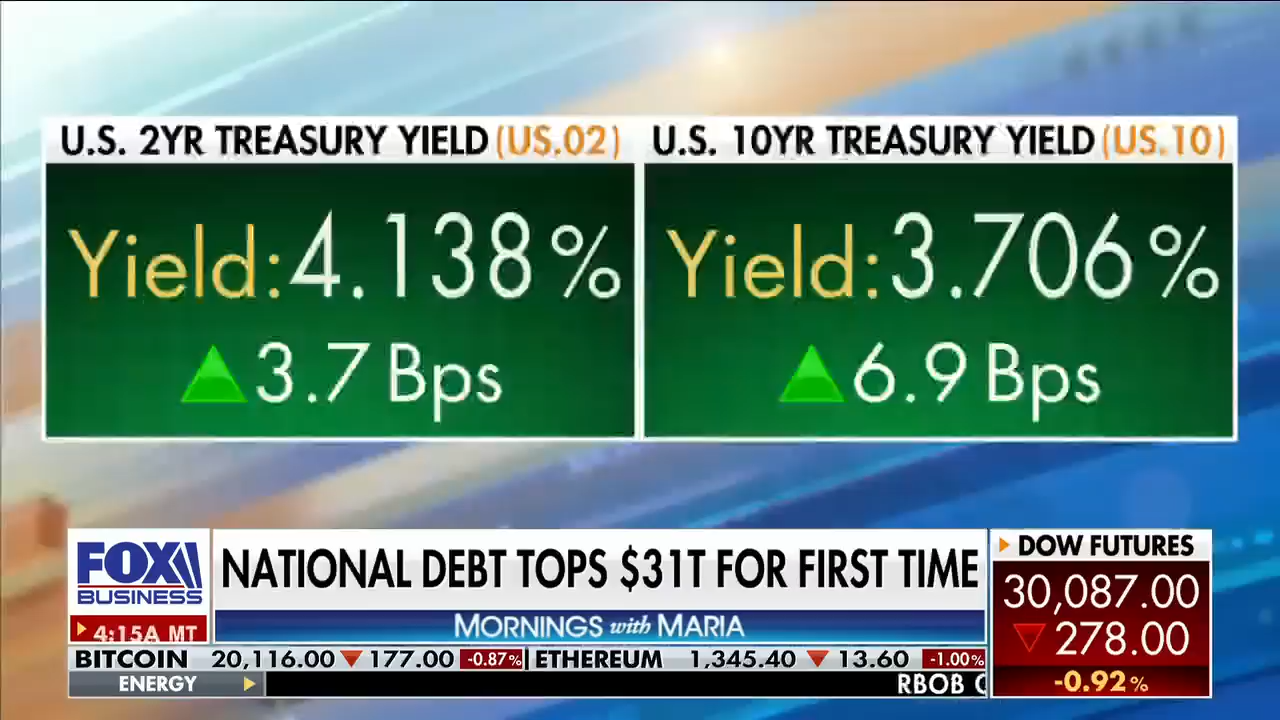 U.S. 2YR TREASURY YIELD (US.02)
Yield: 4.138%
▲ 3.7 Bps
U.S. 10YR TREASURY YIELD (US.10)
Yield: 3.706%
▲ 6.9 Bps
FOX BUSINESS
4:15A MT
NATIONAL DEBT TOPS $31T FOR FIRST TIME
MORNINGS with MARIA
DOW FUTURES
30,087.00
▼ 278.00
-0.92%
BITCOIN 20,116.00 ▼ 177.00 -0.87% ETHEREUM 1,345.40 ▼ 13.60 -1.00%
ENERGY
RBOB